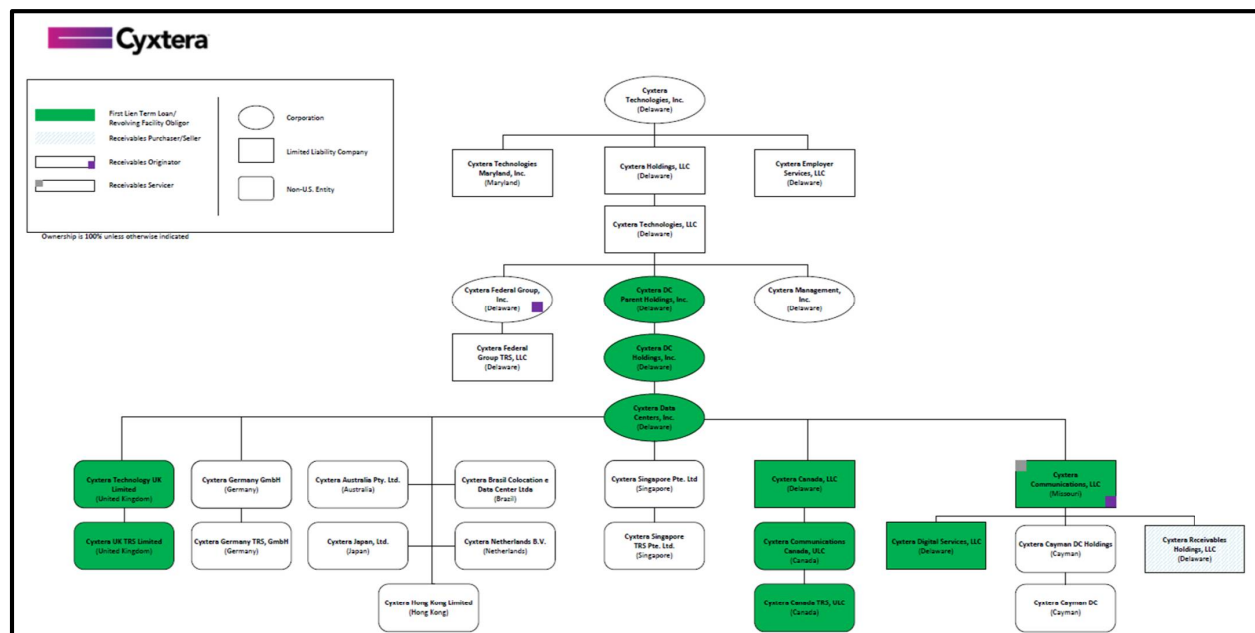 Cyxtera
First Lien Term Loan/
Revolving Facility Obligor
Receivables Purchaser/Seller
Receivables Originator
Receivables Servicer
Corporation
Limited Liability Company
Non-U.S. Entity
Ownership is 100% unless otherwise indicated
Cyxtera
Technologies, Inc.
(Delaware)
Cyxtera Technologies
Maryland, Inc.
(Maryland)
Cyxtera Holdings, LLC
(Delaware)
Cyxtera Employer
Services, LLC
(Delaware)
Cyxtera Technologies, LLC
(Delaware)
Cyxtera Federal Group,
Inc.
(Delaware)
Cyxtera DC
Parent Holdings, Inc.
(Delaware)
Cyxtera Management,
Inc.
(Delaware)
Cyxtera Federal
Group TRS, LLC
(Delaware)
Cyxtera DC
Holdings, Inc.
(Delaware)
Cyxtera Data
Centers, Inc.
(Delaware)
Cyxtera Technology UK
Limited
(United Kingdom)
Cyxtera Germany GmbH
(Germany)
Cyxtera Australia Pty. Ltd.
(Australia)
Cyxtera Brasil Colocation e
Data Center Ltda
(Brazil)
Cyxtera Singapore Pte. Ltd
(Singapore)
Cyxtera Canada, LLC
(Delaware)
Cyxtera
Communications, LLC
(Missouri)
Cyxtera UK TRS Limited
(United Kingdom)
Cyxtera Germany TRS, GmbH
(Germany)
Cyxtera Japan, Ltd.
(Japan)
Cyxtera Netherlands B.V.
(Netherlands)
Cyxtera Singapore
TRS Pte. Ltd.
(Singapore)
Cyxtera Communications
Canada, ULC
(Canada)
Cyxtera Digital Services, LLC
(Delaware)
Cyxtera Cayman DC Holdings
(Cayman)
Cyxtera Receivables
Holdings, LLC
(Delaware)
Cyxtera Hong Kong Limited
(Hong Kong)
Cyxtera Canada TRS, ULC
(Canada)
Cyxtera Cayman DC
(Cayman)